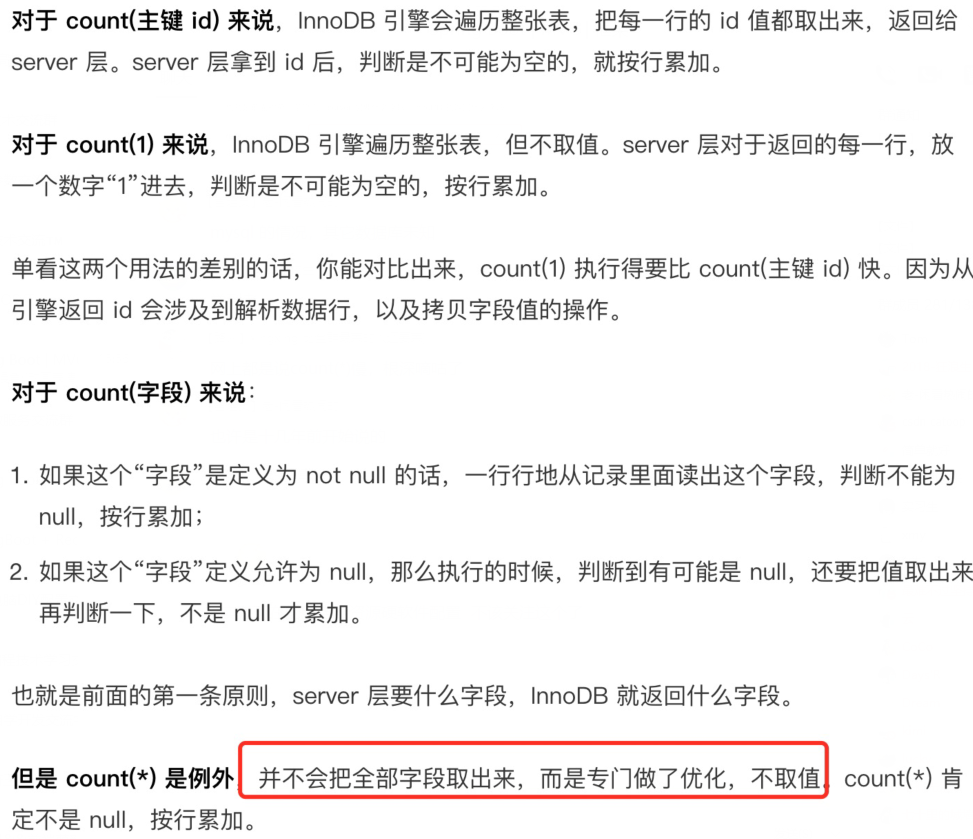 对于 count(主键 id) 来说，InnoDB 引擎会遍历整张表，把每一行的 id 值都取出来，返回给
server 层。server 层拿到 id 后，判断是不可能为空的，就按行累加。
对于 count(1) 来说，InnoDB 引擎遍历整张表，但不取值。server 层对于返回的每一行，放
一个数字“1”进去，判断是不可能为空的，按行累加。
单看这两个用法的差别的话，你能对比出来，count(1) 执行得要比 count(主键 id) 快。因为从
引擎返回 id 会涉及到解析数据行，以及拷贝字段值的操作。
对于 count(字段) 来说：
1. 如果这个“字段”是定义为 not null 的话，一行行地从记录里面读出这个字段，判断不能为
null，按行累加；
2. 如果这个“字段”定义允许为 null，那么执行的时候，判断到有可能是 null，还要把值取出来
再判断一下，不是 null 才累加。
也就是前面的第一条原则，server 层要什么字段，InnoDB 就返回什么字段。
但是 count(*) 是例外，并不会把全部字段取出来，而是专门做了优化，不取值。count(*) 肯
定不是 null，按行累加。